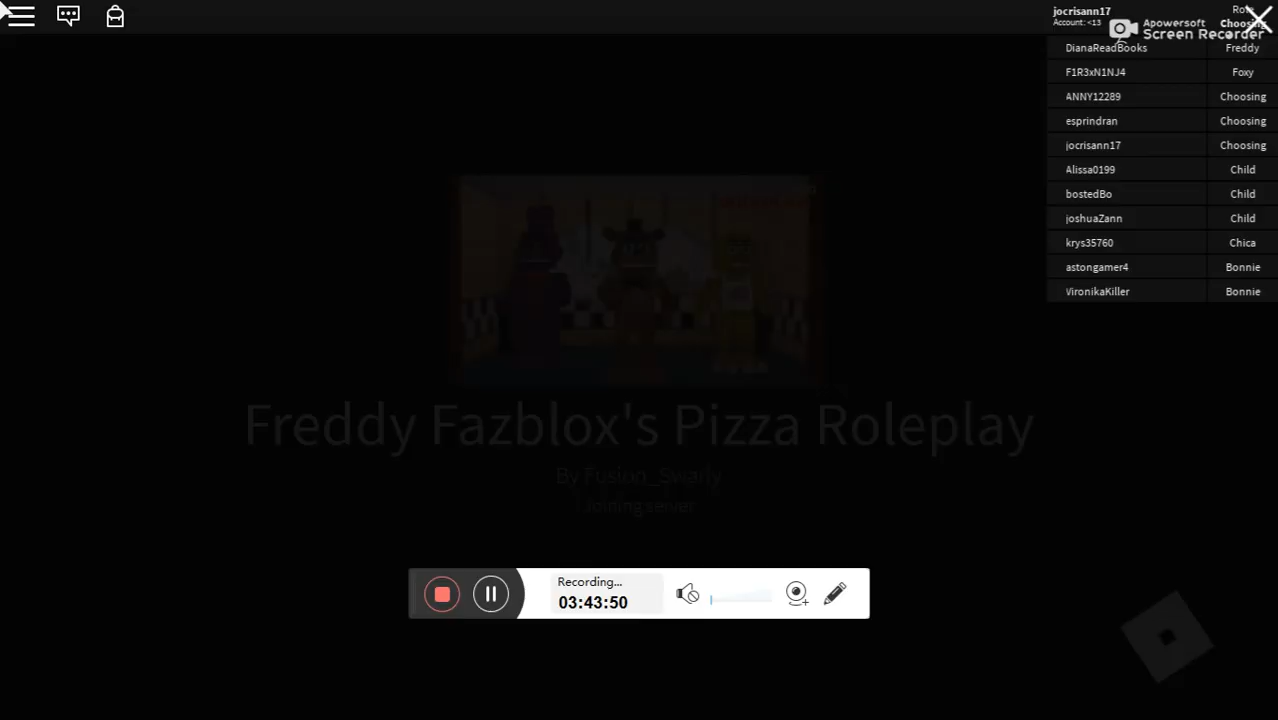 jocrisann17
Account: <13
Apowersoft
Screen Recorder
DianaReadBooks Freddy
F1R3xN1NJ4 Foxy
ANNY12289 Choosing
esprindran Choosing
jocrisann17 Choosing
Alissa0199 Child
bostedBo Child
joshuaZann Child
krys35760 Chica
astongamer4 Bonnie
VironikaKiller Bonnie
Freddy Fazblox's Pizza Roleplay
By Fusion_Swarly
Joining server
Recording...
03:43:50